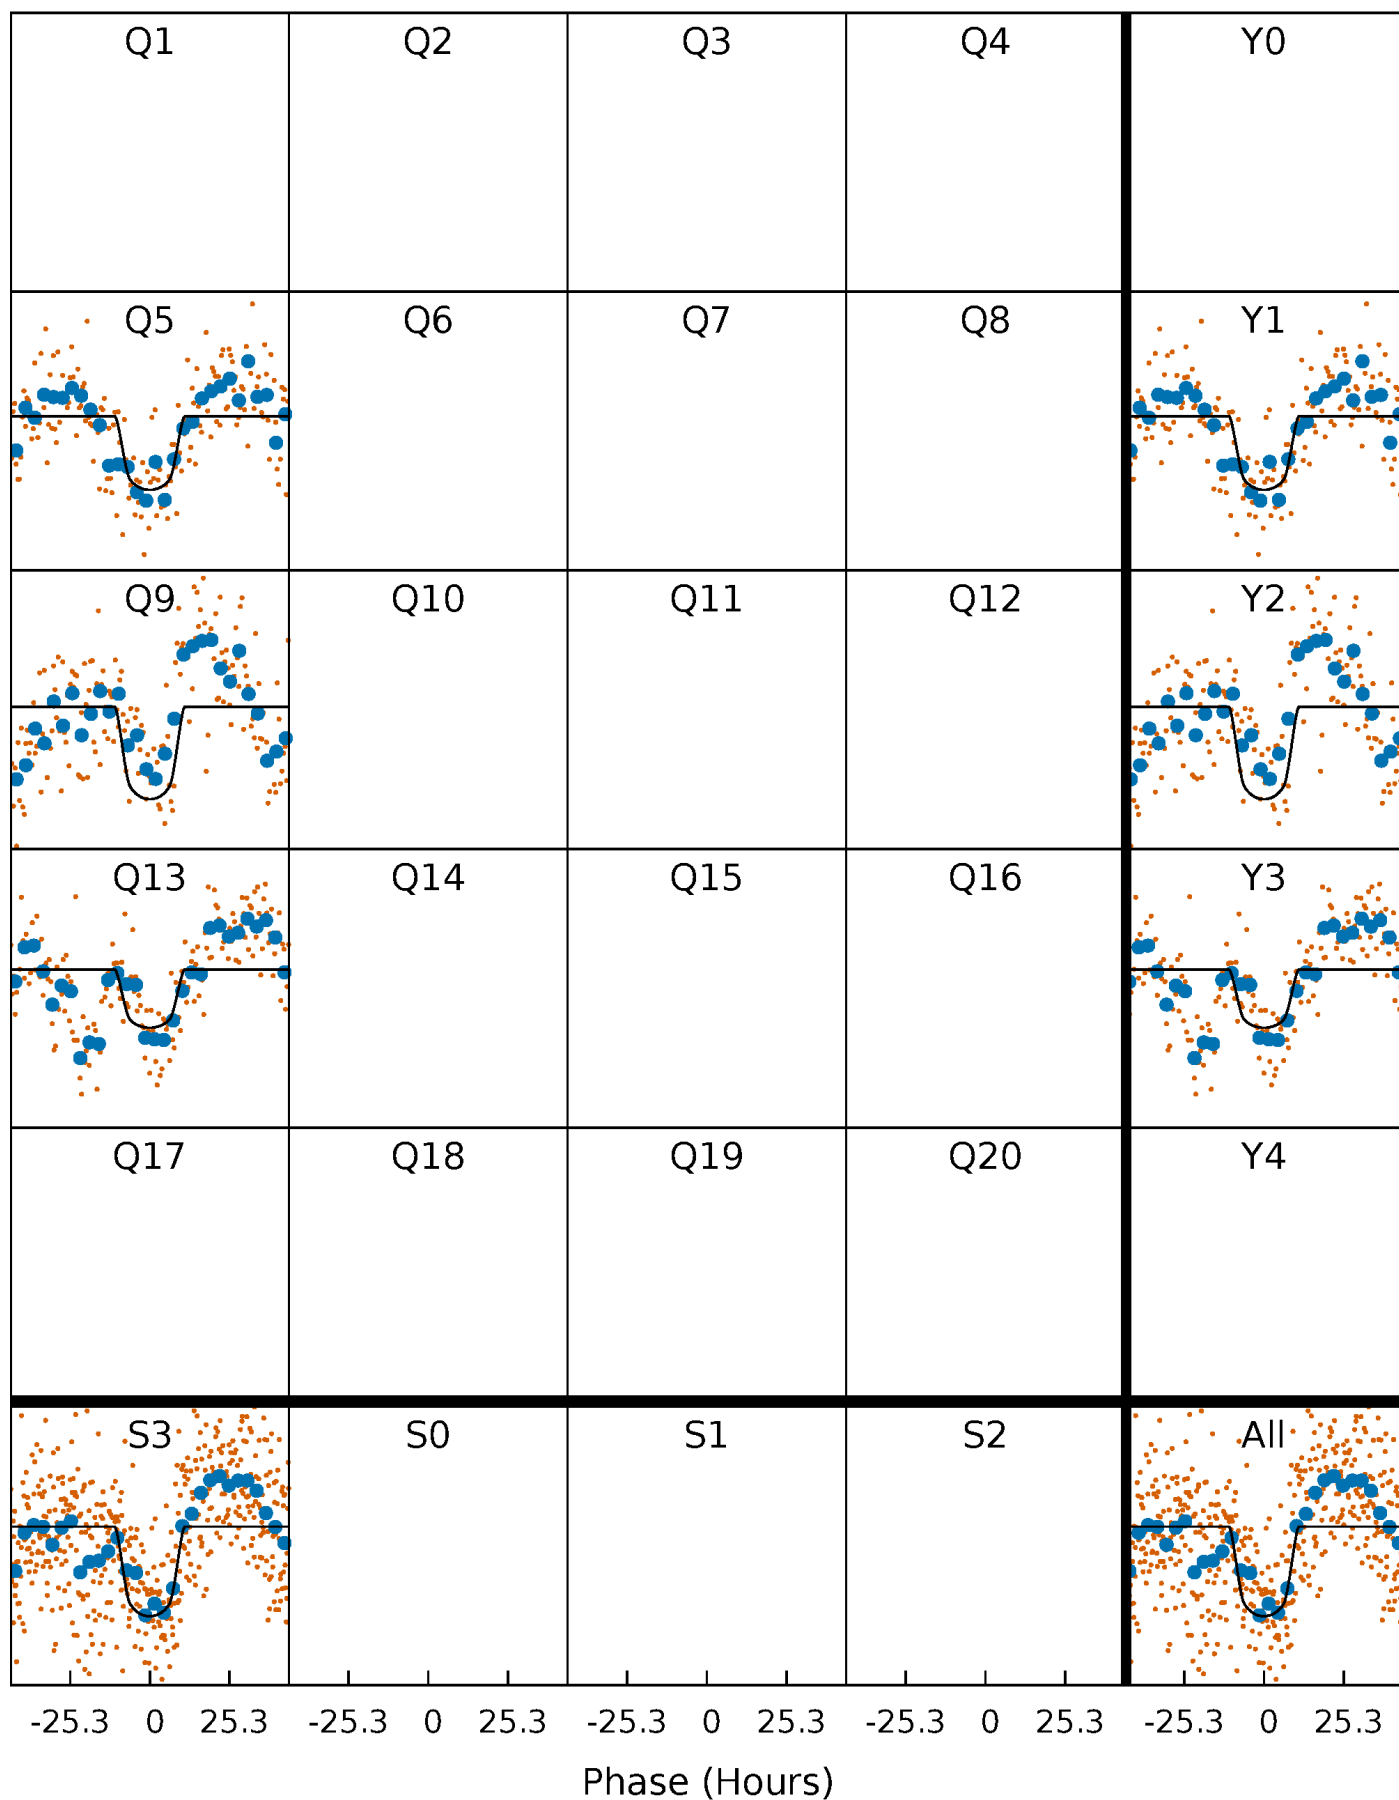 Q1 Q2 Q3 Q4 Y0
Q5 Q6 Q7 Q8 Y1
Q9 Q10 Q11 Q12 Y2
Q13 Q14 Q15 Q16 Y3
Q17 Q18 Q19 Q20 Y4
S3 S0 S1 S2 All
-25.3 0 25.3 -25.3 0 25.3 -25.3 0 25.3 -25.3 0 25.3 -25.3 0 25.3
Phase (Hours)